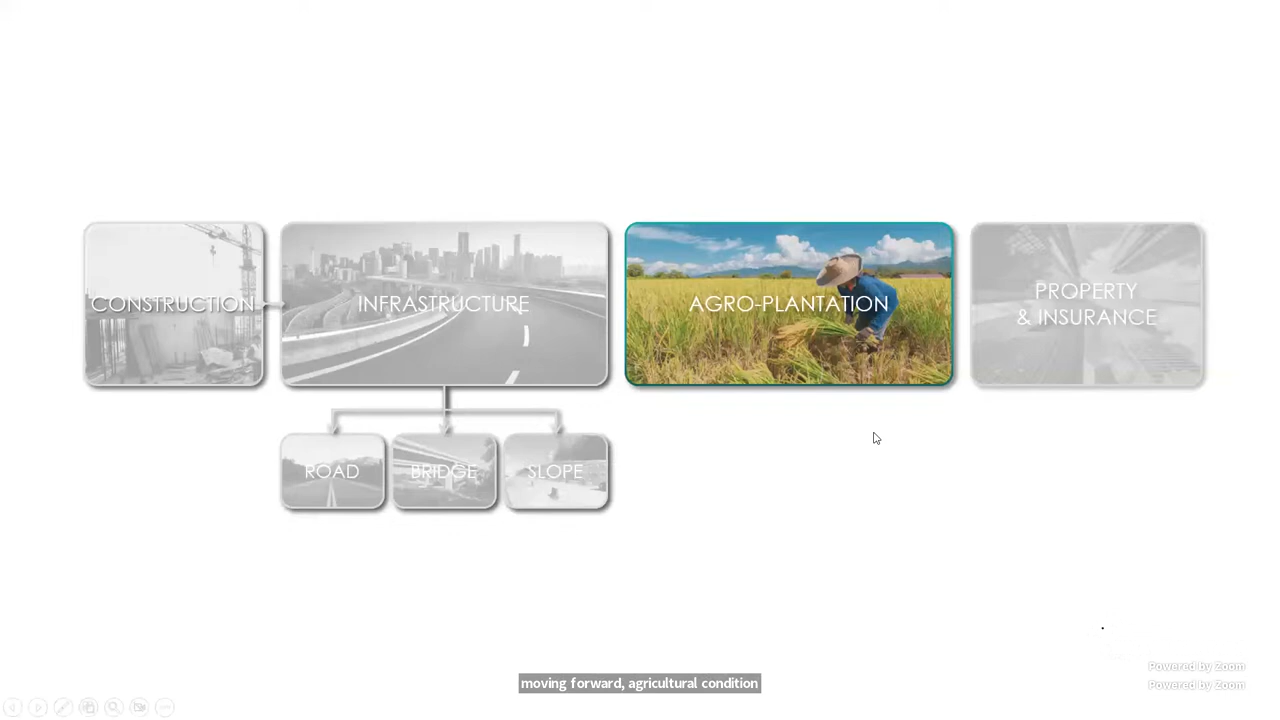 CONSTRUCTION
INFRASTRUCTURE
AGRO-PLANTATION
PROPERTY
& INSURANCE
ROAD
BRIDGE
SLOPE
moving forward, agricultural condition
Powered by Zoom
Powered by Zoom